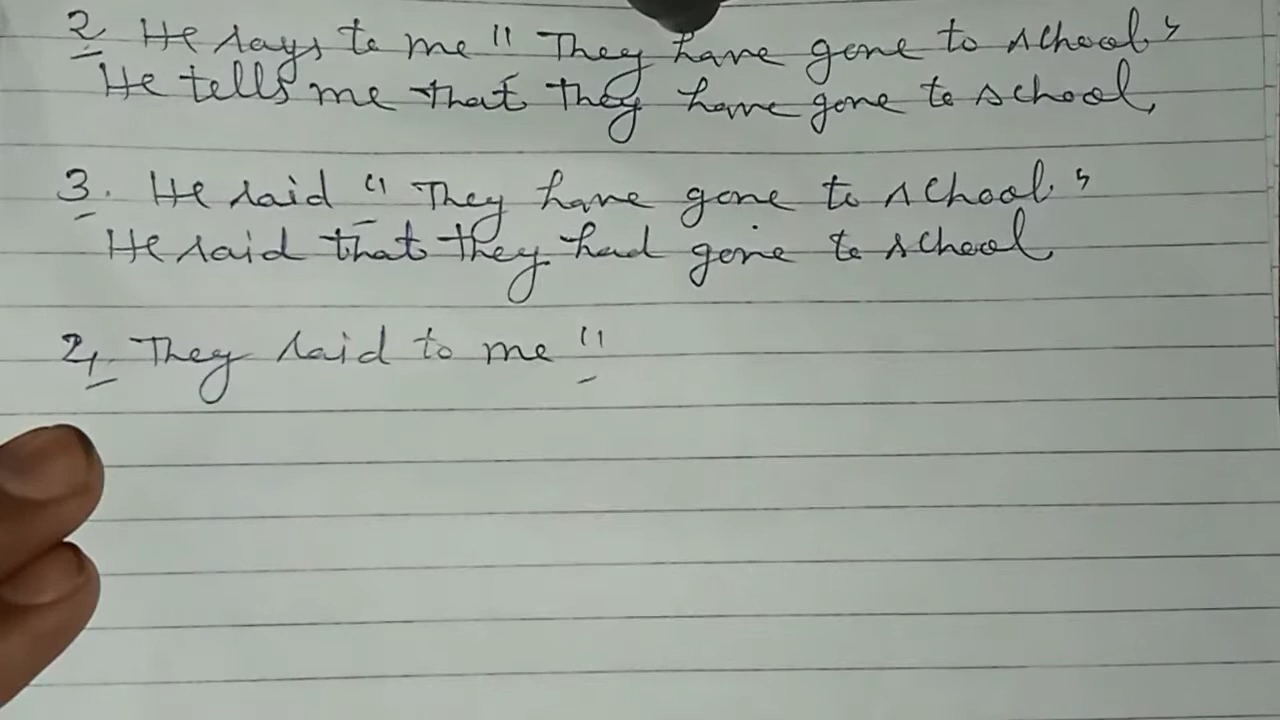 2. He says to me " They have gone to school "
He tells me that they have gone to school.
3. He said " They have gone to school "
He said that they had gone to school.
4. They said to me "